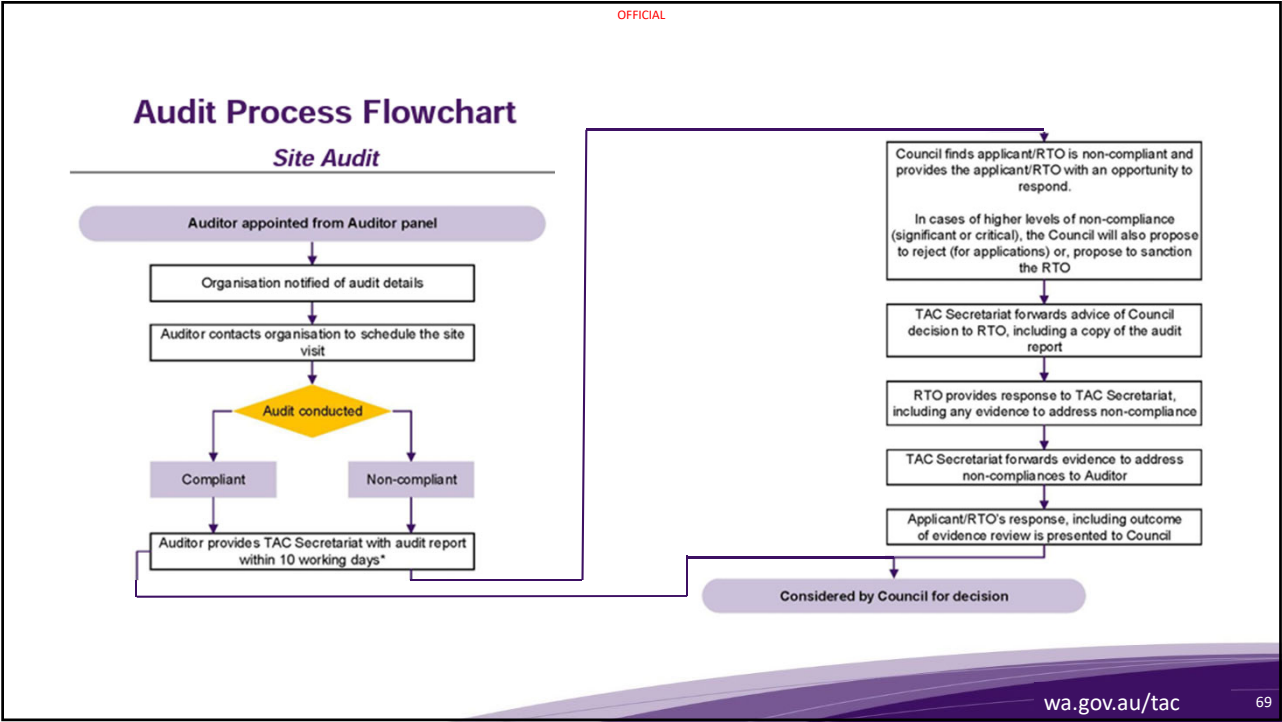 OFFICIAL
Audit Process Flowchart
Site Audit
Auditor appointed from Auditor panel
Organisation notified of audit details
Auditor contacts organisation to schedule the site
visit
Audit conducted
Compliant
Non-compliant
Auditor provides TAC Secretariat with audit report
within 10 working days*
Council finds applicant/RTO is non-compliant and
provides the applicant/RTO with an opportunity to
respond.
In cases of higher levels of non-compliance
(significant or critical), the Council will also propose
to reject (for applications) or, propose to sanction
the RTO
TAC Secretariat forwards advice of Council
decision to RTO, including a copy of the audit
report
RTO provides response to TAC Secretariat,
including any evidence to address non-compliance
TAC Secretariat forwards evidence to address
non-compliances to Auditor
Applicant/RTO's response, including outcome
of evidence review is presented to Council
Considered by Council for decision
wa.gov.au/tac
69